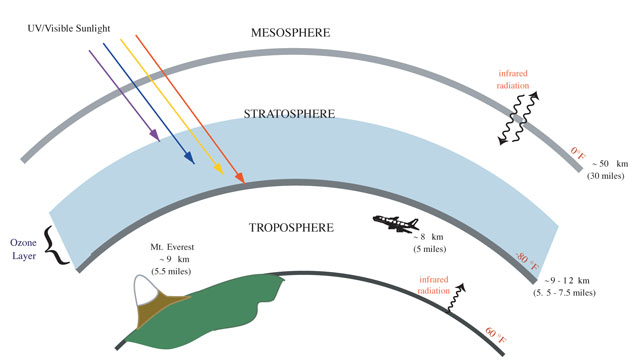 UV/Visible Sunlight
MESOSPHERE
infrared
radiation
STRATOSPHERE
0°F
~ 50 km
(30 miles)
TROPOSPHERE
~ 8 km
(5 miles)
Ozone
Layer
Mt. Everest
~ 9 km
(5.5 miles)
-80 °F
~9 - 12 km
(5. 5 - 7.5 miles)
infrared
radiation
60°F